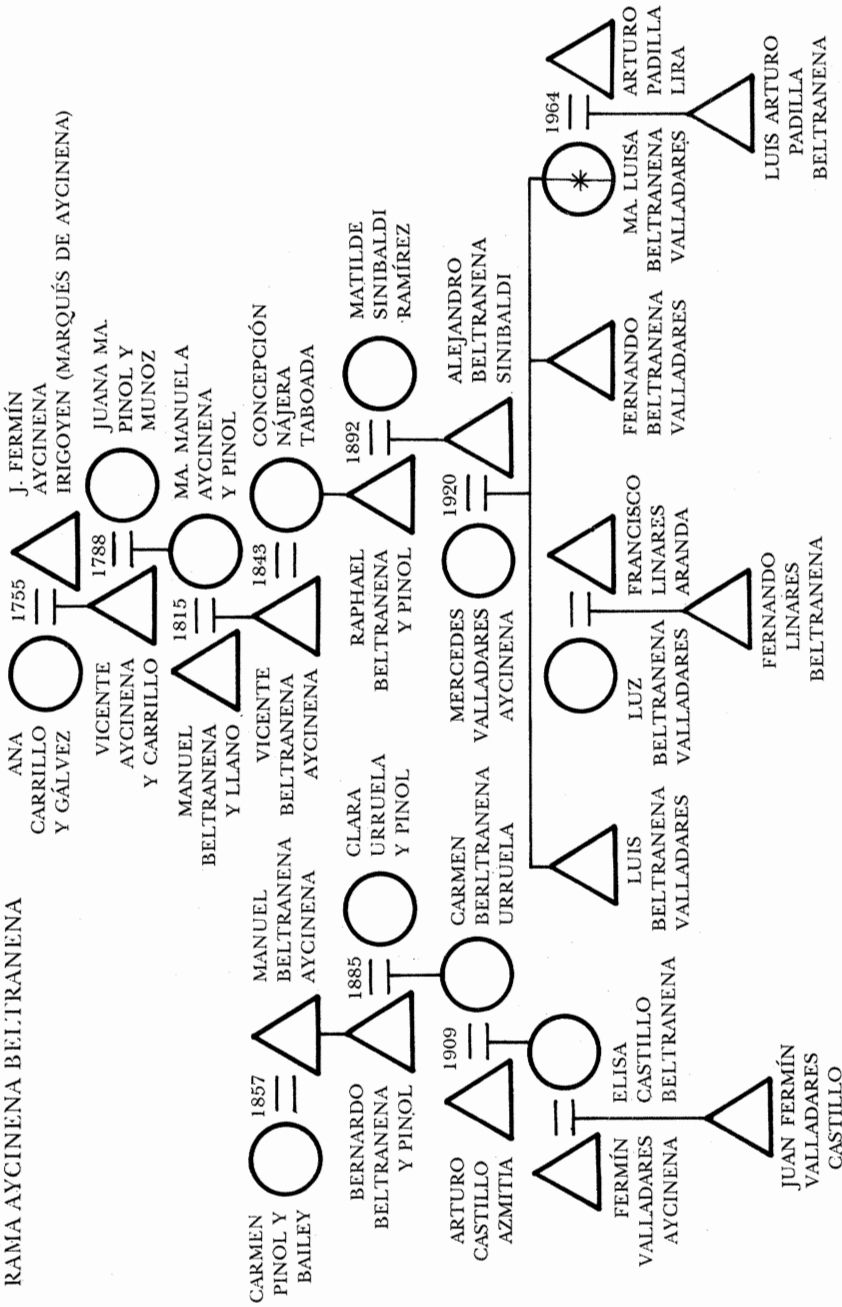 RAMA AYCINENA BELTRANENA
ANA
CARRILLO
Y GÁLVEZ
1755
J. FERMÍN
AYCINENA
IRIGOYEN (MARQUÉS DE AYCINENA)
VICENTE
AYCINENA
Y CARRILLO
1788
JUANA MA.
PINOL Y
MUNOZ
MANUEL
BELTRANENA
Y LLANO
1815
MA. MANUELA
AYCINENA
Y PINOL
CARMEN
PINOL Y
BAILEY
1857
MANUEL
BELTRANENA
AYCINENA
VICENTE
BELTRANENA
AYCINENA
1843
CONCEPCIÓN
NÁJERA
TABOADA
BERNARDO
BELTRANENA
Y PINOL
1885
CLARA
URRUELA
Y PINOL
RAPHAEL
BELTRANENA
Y PINOL
1892
MATILDE
SINIBALDI
RAMÍREZ
ARTURO
CASTILLO
AZMITIA
1909
CARMEN
BERLTRANENA
URRUELA
MERCEDES
VALLADARES
AYCINENA
1920
ALEJANDRO
BELTRANENA
SINIBALDI
FERMÍN
VALLADARES
AYCINENA
ELISA
CASTILLO
BELTRANENA
LUIS
BELTRANENA
VALLADARES
LUZ
BELTRANENA
VALLADARES
FRANCISCO
LINARES
ARANDA
FERNANDO
BELTRANENA
VALLADARES
MA. LUISA
BELTRANENA
VALLADARES
1964
ARTURO
PADILLA
LIRA
JUAN FERMÍN
VALLADARES
CASTILLO
FERNANDO
LINARES
BELTRANENA
LUIS ARTURO
PADILLA
BELTRANENA